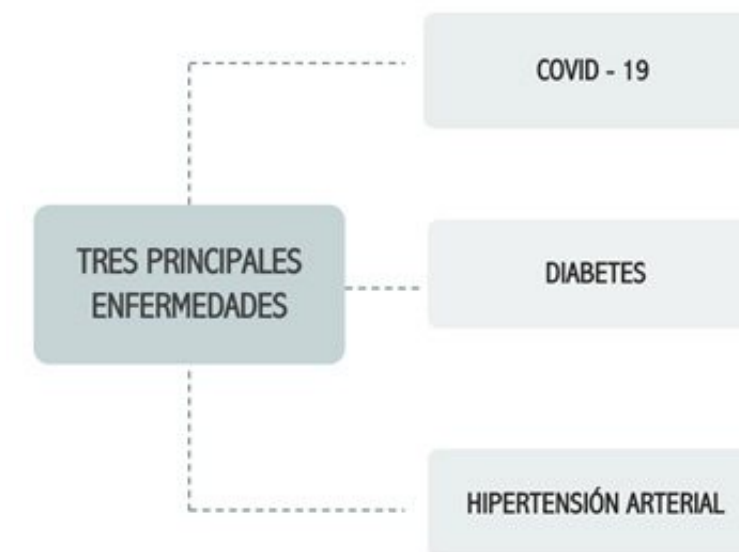 COVID - 19
TRES PRINCIPALES
ENFERMEDADES
DIABETES
HIPERTENSIÓN ARTERIAL